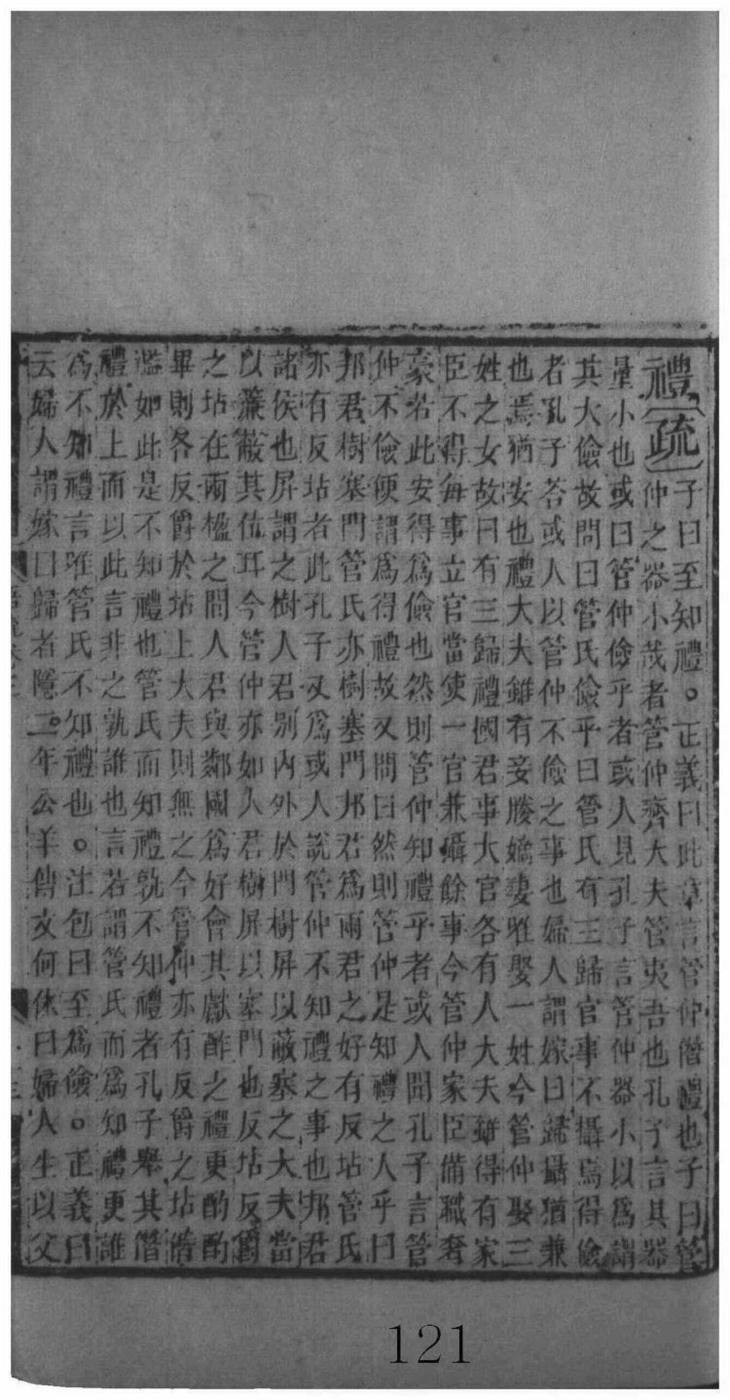 禮【疏】子曰至知禮。正義曰此章言管仲僭禮也子曰管
仲之器小哉者管仲齊大夫管夷吾也孔子言其器
量小也或曰管仲儉乎者或人見孔子言管仲器小以爲謂
其大儉故問曰管氏儉乎曰管氏有三歸官事不攝焉得儉
者孔子荅或人以管仲不儉之事也婦人謂嫁曰歸攝猶兼
也焉猶安也禮大夫雖有妾媵嫡妻唯娶一姓今管仲娶三
姓之女故曰有三歸禮國君事大官各有人大夫雖得有家
臣不得每事立官當使一官兼攝餘事今管仲家臣備職奢
豪若此安得爲儉也然則管仲知禮乎者或人聞孔子言管
仲不儉便謂爲得禮故又問曰然則管仲是知禮之人乎曰
邦君樹塞門管氏亦樹塞門邦君爲兩君之好有反坫管氏
亦有反坫者此孔子又爲或人說管仲不知禮之事也邦君
諸侯也屏謂之樹人君別內外於門樹屏以蔽塞之大夫當
以簾蔽其位耳今管仲亦如人君樹屏以塞門也反坫反爵
之坫在兩楹之間人君與鄰國爲好會其獻酢之禮更酌酌
畢則各反爵於坫上大夫則無之今管仲亦有反爵之坫僭
濫如此是不知禮也管氏而知禮孰不知禮者孔子舉其僭
禮於上而以此言非之孰誰也言若謂管氏而爲知禮更誰
爲不知禮言唯管氏不知禮也。注包曰至爲儉。正義曰
云婦人謂嫁曰歸者隱二年公羊傳文何休曰婦人生以父
121